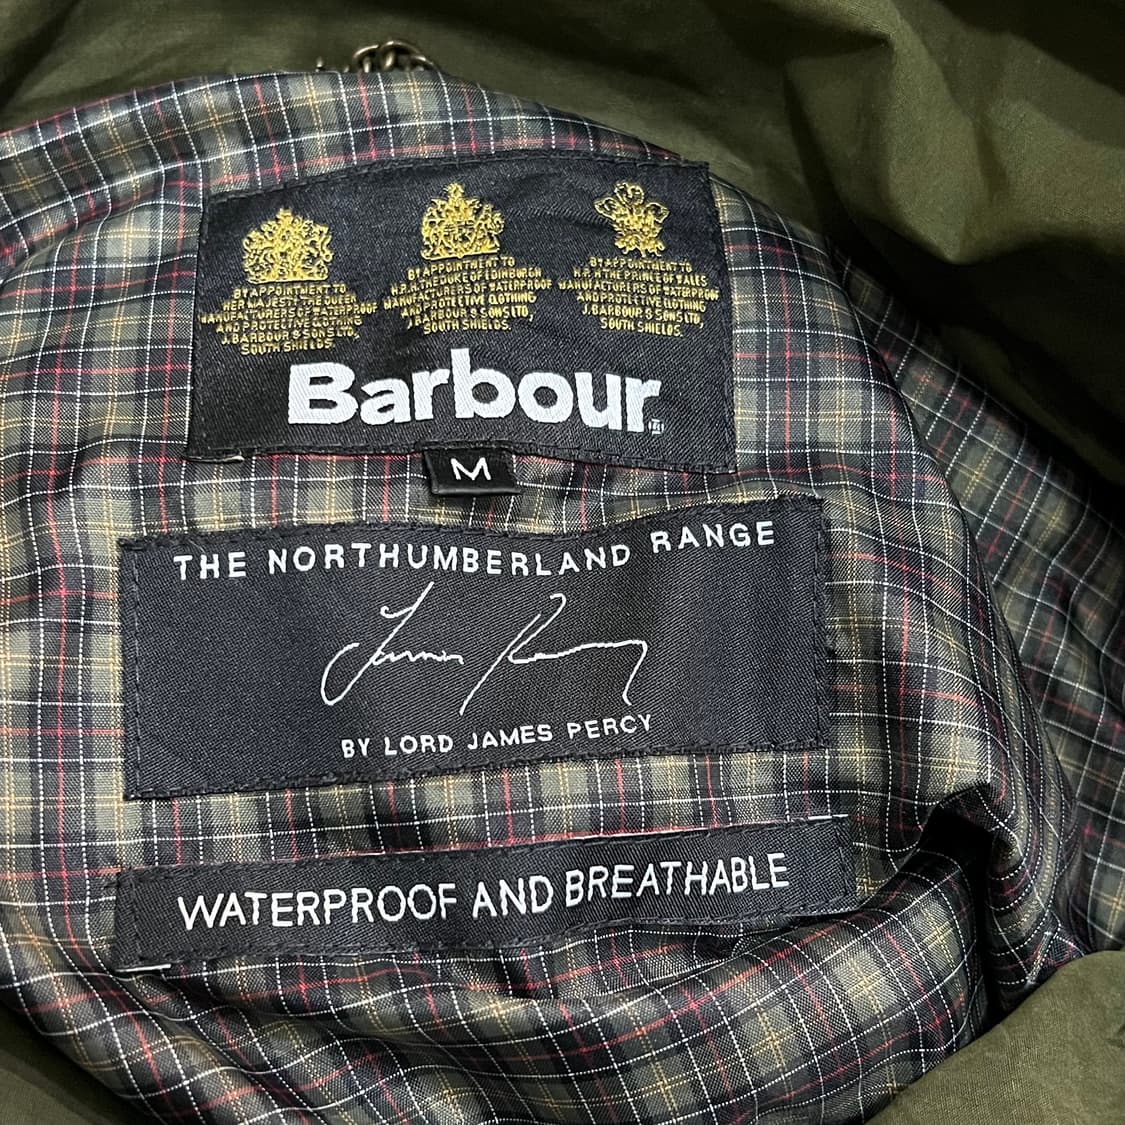 BY APPOINTMENT TO
HER MAJESTY THE QUEEN
MANUFACTURERS OF WATERPROOF
AND PROTECTIVE CLOTHING
J. BARBOUR & SONS LTD,
SOUTH SHIELDS.
BY APPOINTMENT TO
H.R.H. THE DUKE OF EDINBURGH
MANUFACTURERS OF WATERPROOF
AND PROTECTIVE CLOTHING
J. BARBOUR & SONS LTD,
SOUTH SHIELDS.
BY APPOINTMENT TO
H.R.H. THE PRINCE OF WALES
MANUFACTURERS OF WATERPROOF
AND PROTECTIVE CLOTHING
J. BARBOUR & SONS LTD,
SOUTH SHIELDS.
Barbour
M
THE NORTHUMBERLAND RANGE
James Percy
BY LORD JAMES PERCY
WATERPROOF AND BREATHABLE